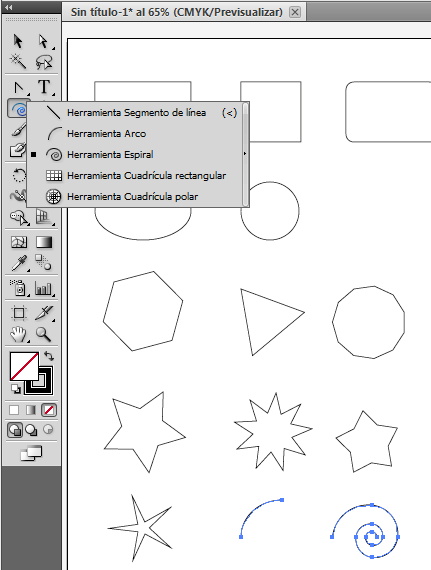 Sin título-1* al 65% (CMYK/Previsualizar)
T
Herramienta Segmento de línea (<)
Herramienta Arco
Herramienta Espiral
Herramienta Cuadrícula rectangular
Herramienta Cuadrícula polar